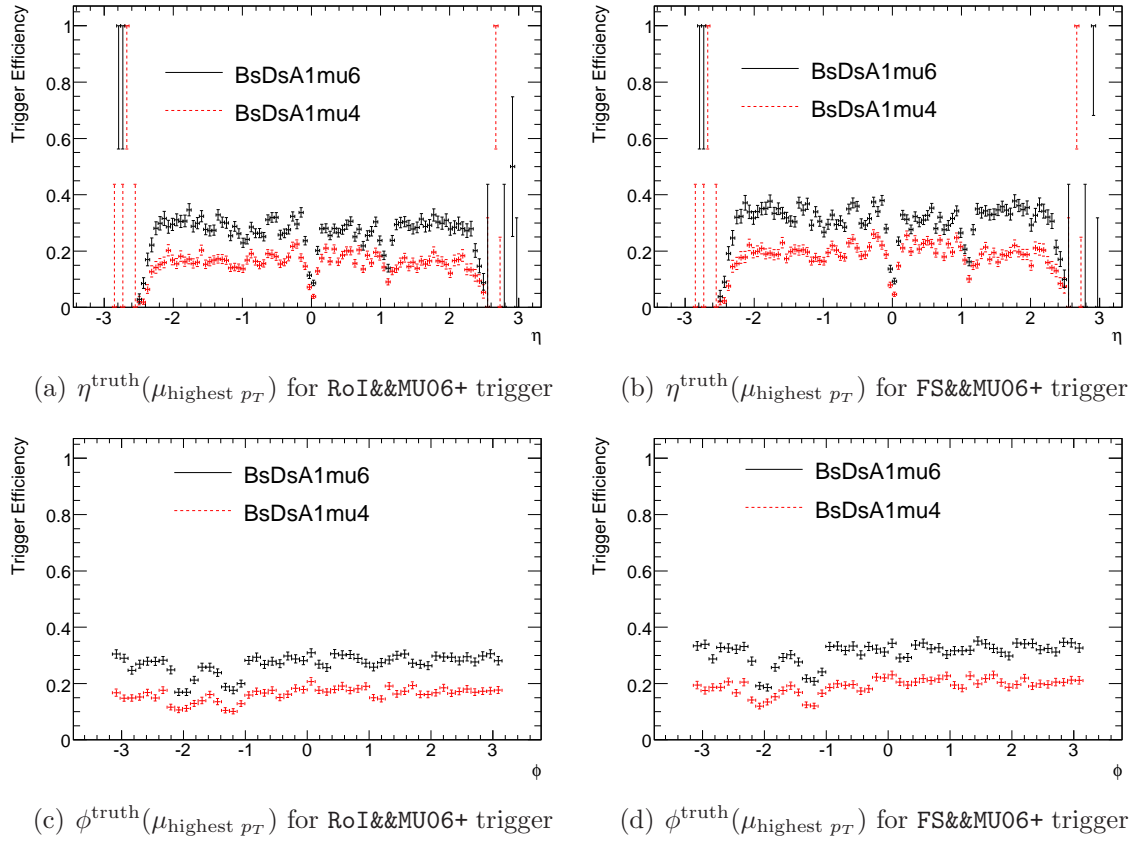 Trigger Efficiency
1
0.8
0.6
0.4
0.2
0
-3 -2 -1 0 1 2 3
η
BsDsA1mu6
BsDsA1mu4
Trigger Efficiency
1
0.8
0.6
0.4
0.2
0
-3 -2 -1 0 1 2 3
η
BsDsA1mu6
BsDsA1mu4
(a) η^truth(μ_highest p_T) for RoI&&MU06+ trigger
(b) η^truth(μ_highest p_T) for FS&&MU06+ trigger
Trigger Efficiency
1
0.8
0.6
0.4
0.2
0
-3 -2 -1 0 1 2 3
ϕ
BsDsA1mu6
BsDsA1mu4
Trigger Efficiency
1
0.8
0.6
0.4
0.2
0
-3 -2 -1 0 1 2 3
ϕ
BsDsA1mu6
BsDsA1mu4
(c) ϕ^truth(μ_highest p_T) for RoI&&MU06+ trigger
(d) ϕ^truth(μ_highest p_T) for FS&&MU06+ trigger